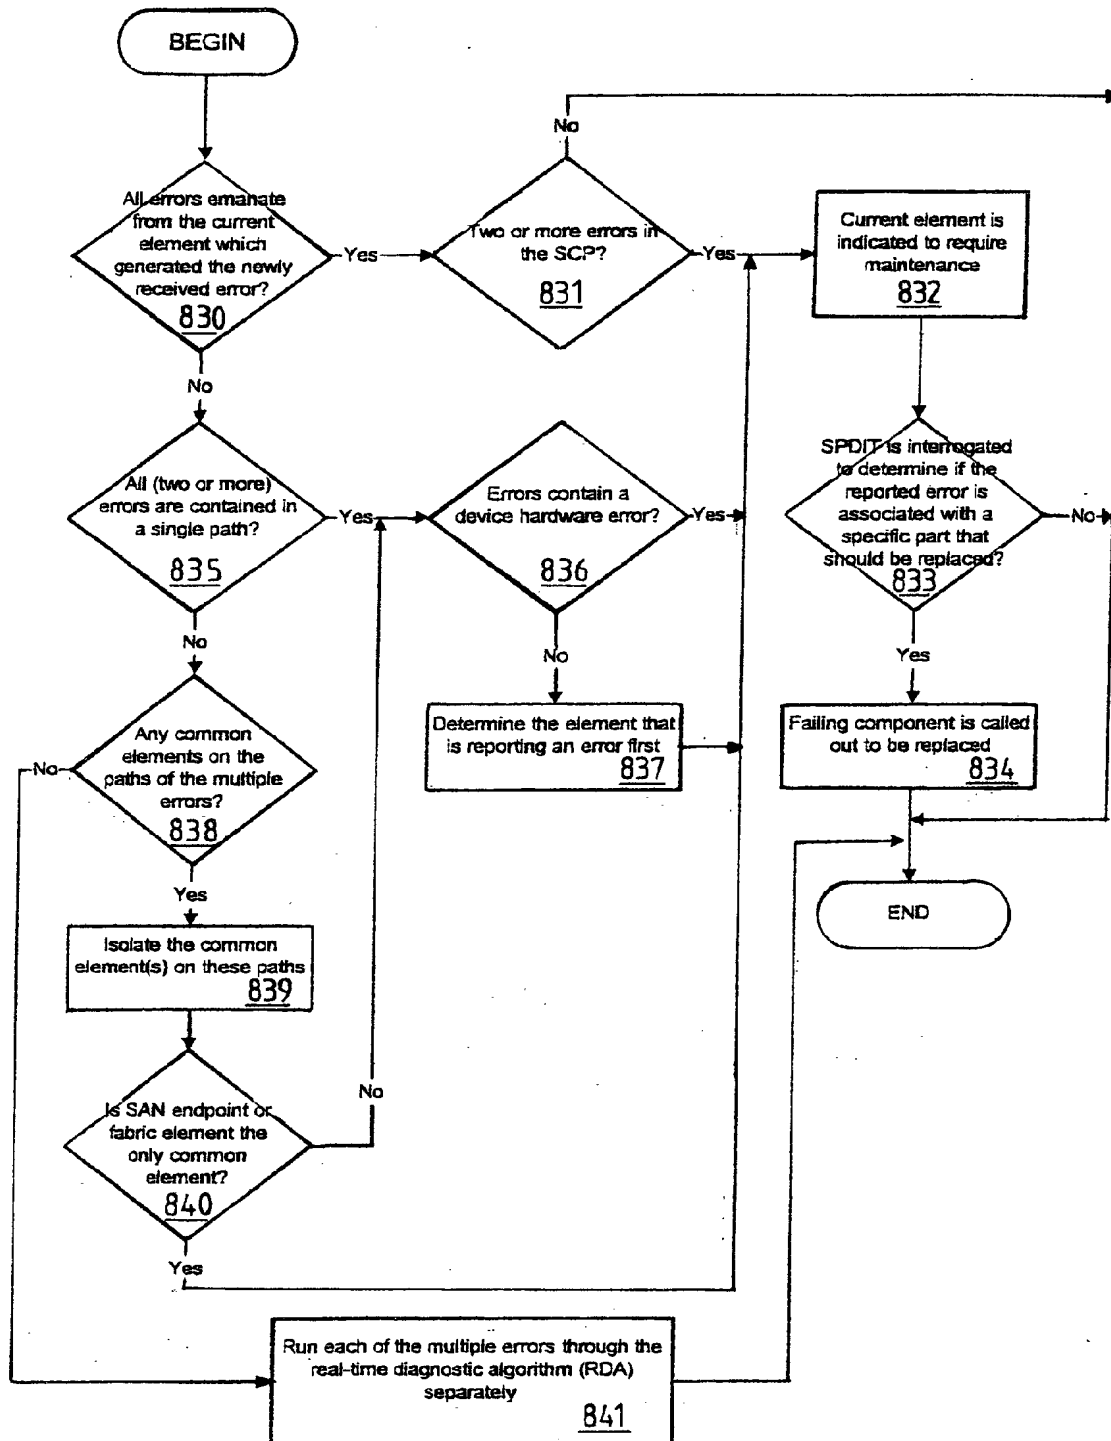 BEGIN
All errors emanate
from the current
element which
generated the newly
received error?
830
Yes
No
Two or more errors in
the SCP?
831
No
Yes
Current element is
indicated to require
maintenance
832
All (two or more)
errors are contained in
a single path?
835
Yes
No
Errors contain a
device hardware error?
836
Yes
No
SPDIT is interrogated
to determine if the
reported error is
associated with a
specific part that
should be replaced?
833
No
Yes
Any common
elements on the
paths of the multiple
errors?
838
No
Yes
Determine the element that
is reporting an error first
837
Failing component is called
out to be replaced
834
END
Isolate the common
element(s) on these paths
839
Is SAN endpoint or
fabric element the
only common
element?
840
No
Yes
Run each of the multiple errors through the
real-time diagnostic algorithm (RDA)
separately
841